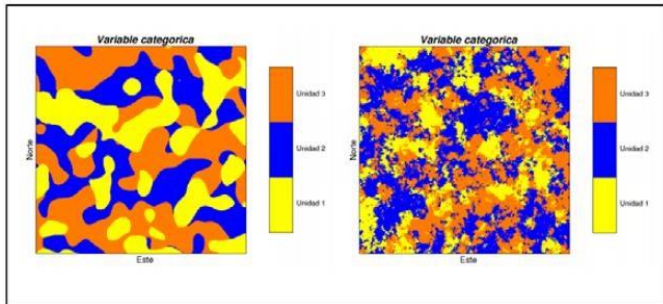 Variable categorica
Unidad 3
Unidad 2
Unidad 1
Norte
Este
Variable categorica
Unidad 3
Unidad 2
Unidad 1
Norte
Este